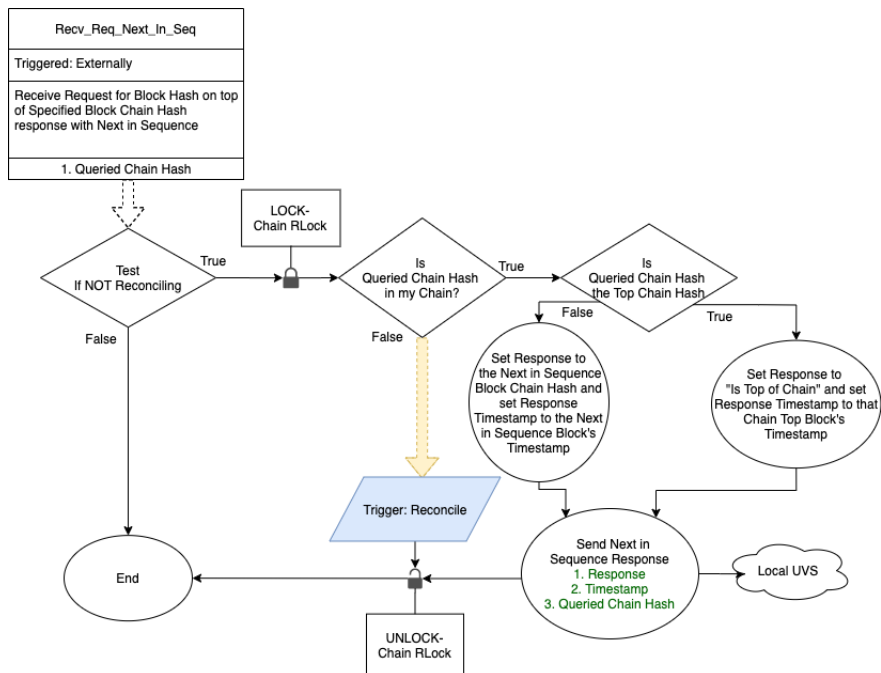 Recv_Req_Next_In_Seq
Triggered: Externally
Receive Request for Block Hash on top
of Specified Block Chain Hash
response with Next in Sequence
1. Queried Chain Hash
LOCK-
Chain RLock
Test
If NOT Reconciling
True
False
Is
Queried Chain Hash
in my Chain?
True
False
Is
Queried Chain Hash
the Top Chain Hash
False
True
Set Response to
the Next in Sequence
Block Chain Hash and
set Response
Timestamp to the Next
in Sequence Block's
Timestamp
Set Response to
"Is Top of Chain" and set
Response Timestamp to that
Chain Top Block's
Timestamp
Trigger: Reconcile
Send Next in
Sequence Response
1. Response
2. Timestamp
3. Queried Chain Hash
Local UVS
End
UNLOCK-
Chain RLock